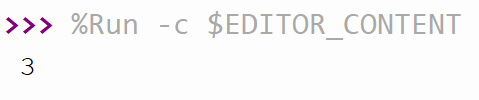 >>> %Run -c $EDITOR_CONTENT
3